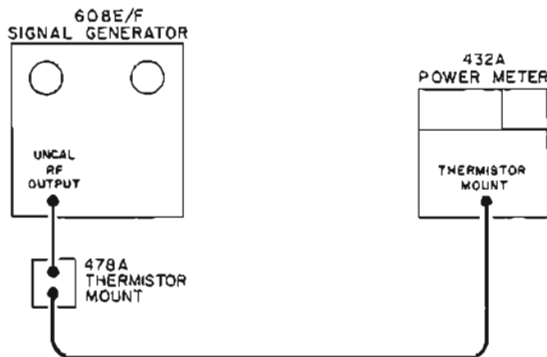 608E/F
SIGNAL GENERATOR
UNCAL
RF
OUTPUT
432A
POWER METER
THERMISTOR
MOUNT
478A
THERMISTOR
MOUNT